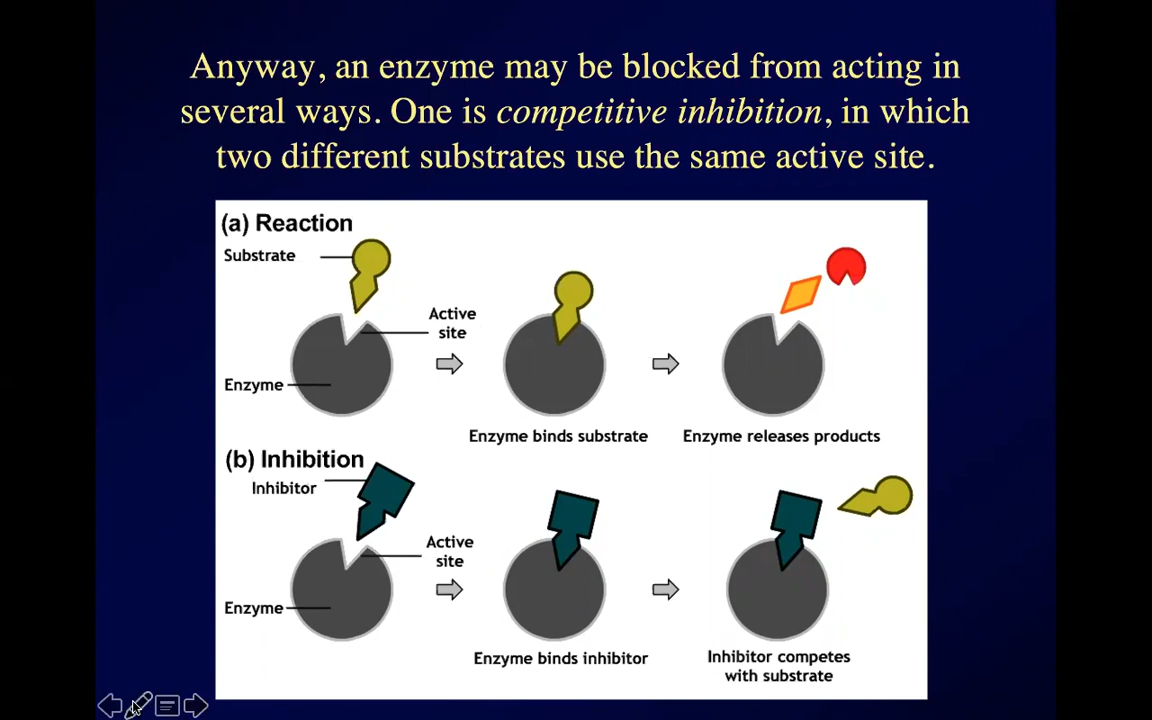 Anyway, an enzyme may be blocked from acting in
several ways. One is competitive inhibition, in which
two different substrates use the same active site.
(a) Reaction
Substrate
Active
site
Enzyme
Enzyme binds substrate
Enzyme releases products
(b) Inhibition
Inhibitor
Active
site
Enzyme
Enzyme binds inhibitor
Inhibitor competes
with substrate